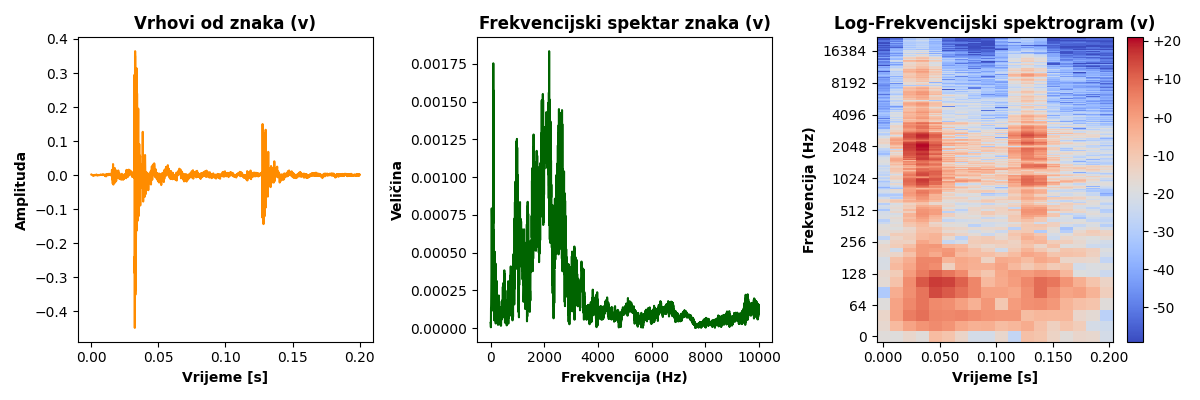 Vrhovi od znaka (v)
Amplituda
0.4
0.3
0.2
0.1
0.0
−0.1
−0.2
−0.3
−0.4
0.00 0.05 0.10 0.15 0.20
Vrijeme [s]
Frekvencijski spektar znaka (v)
Veličina
0.00175
0.00150
0.00125
0.00100
0.00075
0.00050
0.00025
0.00000
0 2000 4000 6000 8000 10000
Frekvencija (Hz)
Log-Frekvencijski spektrogram (v)
Frekvencija (Hz)
16384
8192
4096
2048
1024
512
256
128
64
0
0.000 0.050 0.100 0.150 0.200
Vrijeme [s]
+20
+10
+0
-10
-20
-30
-40
-50